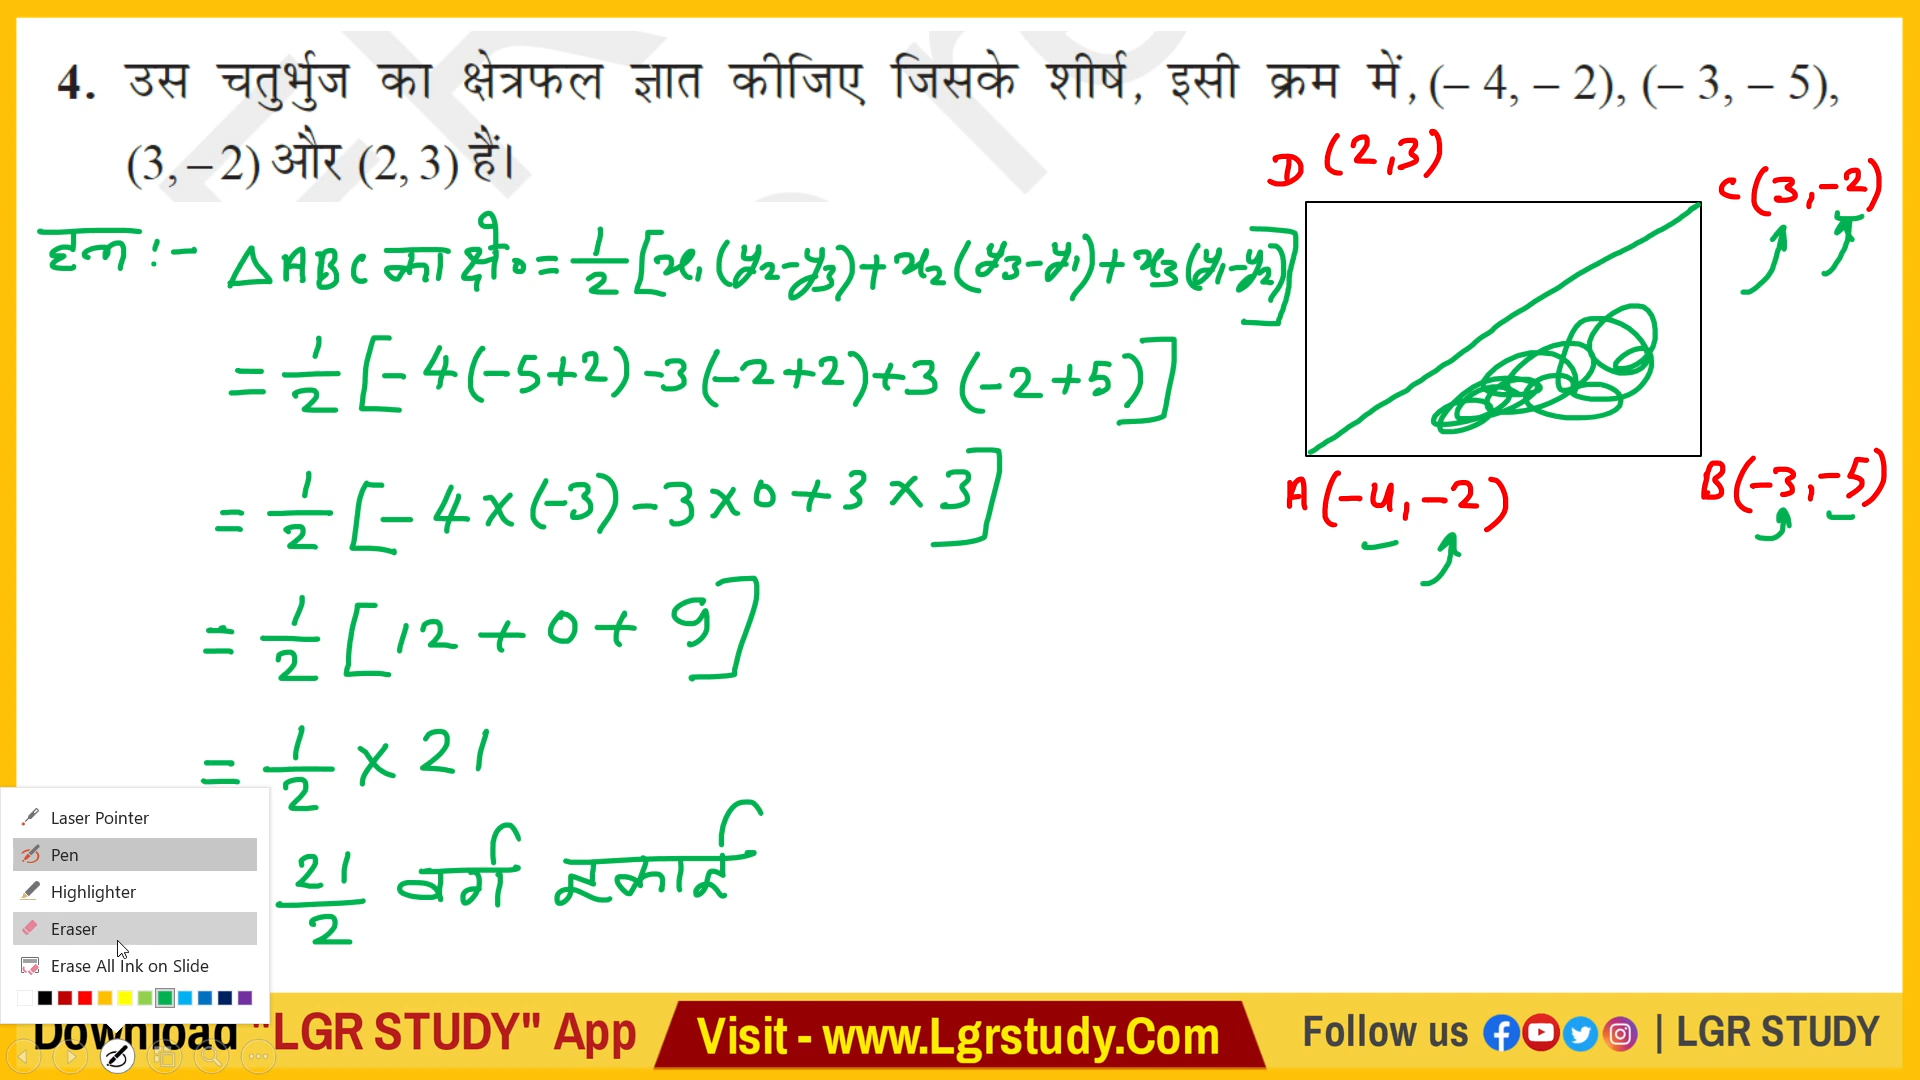 4. उस चतुर्भुज का क्षेत्रफल ज्ञात कीजिए जिसके शीर्ष, इसी क्रम में, (– 4, – 2), (– 3, – 5),
(3, – 2) और (2, 3) हैं।
D (2,3)
C (3,-2)
हल :- △ABC का क्षे० = 1/2 [x₁(y₂-y₃)+x₂(y₃-y₁)+x₃(y₁-y₂)]
= 1/2 [-4(-5+2)-3(-2+2)+3(-2+5)]
A (-4,-2)
B(-3,-5)
= 1/2 [-4×(-3)-3×0+3×3]
= 1/2 [12+0+9]
= 1/2 × 21
21/2 वर्ग इकाई
Laser Pointer
Pen
Highlighter
Eraser
Erase All Ink on Slide
Download "LGR STUDY" App
Visit - www.Lgrstudy.Com
Follow us | LGR STUDY